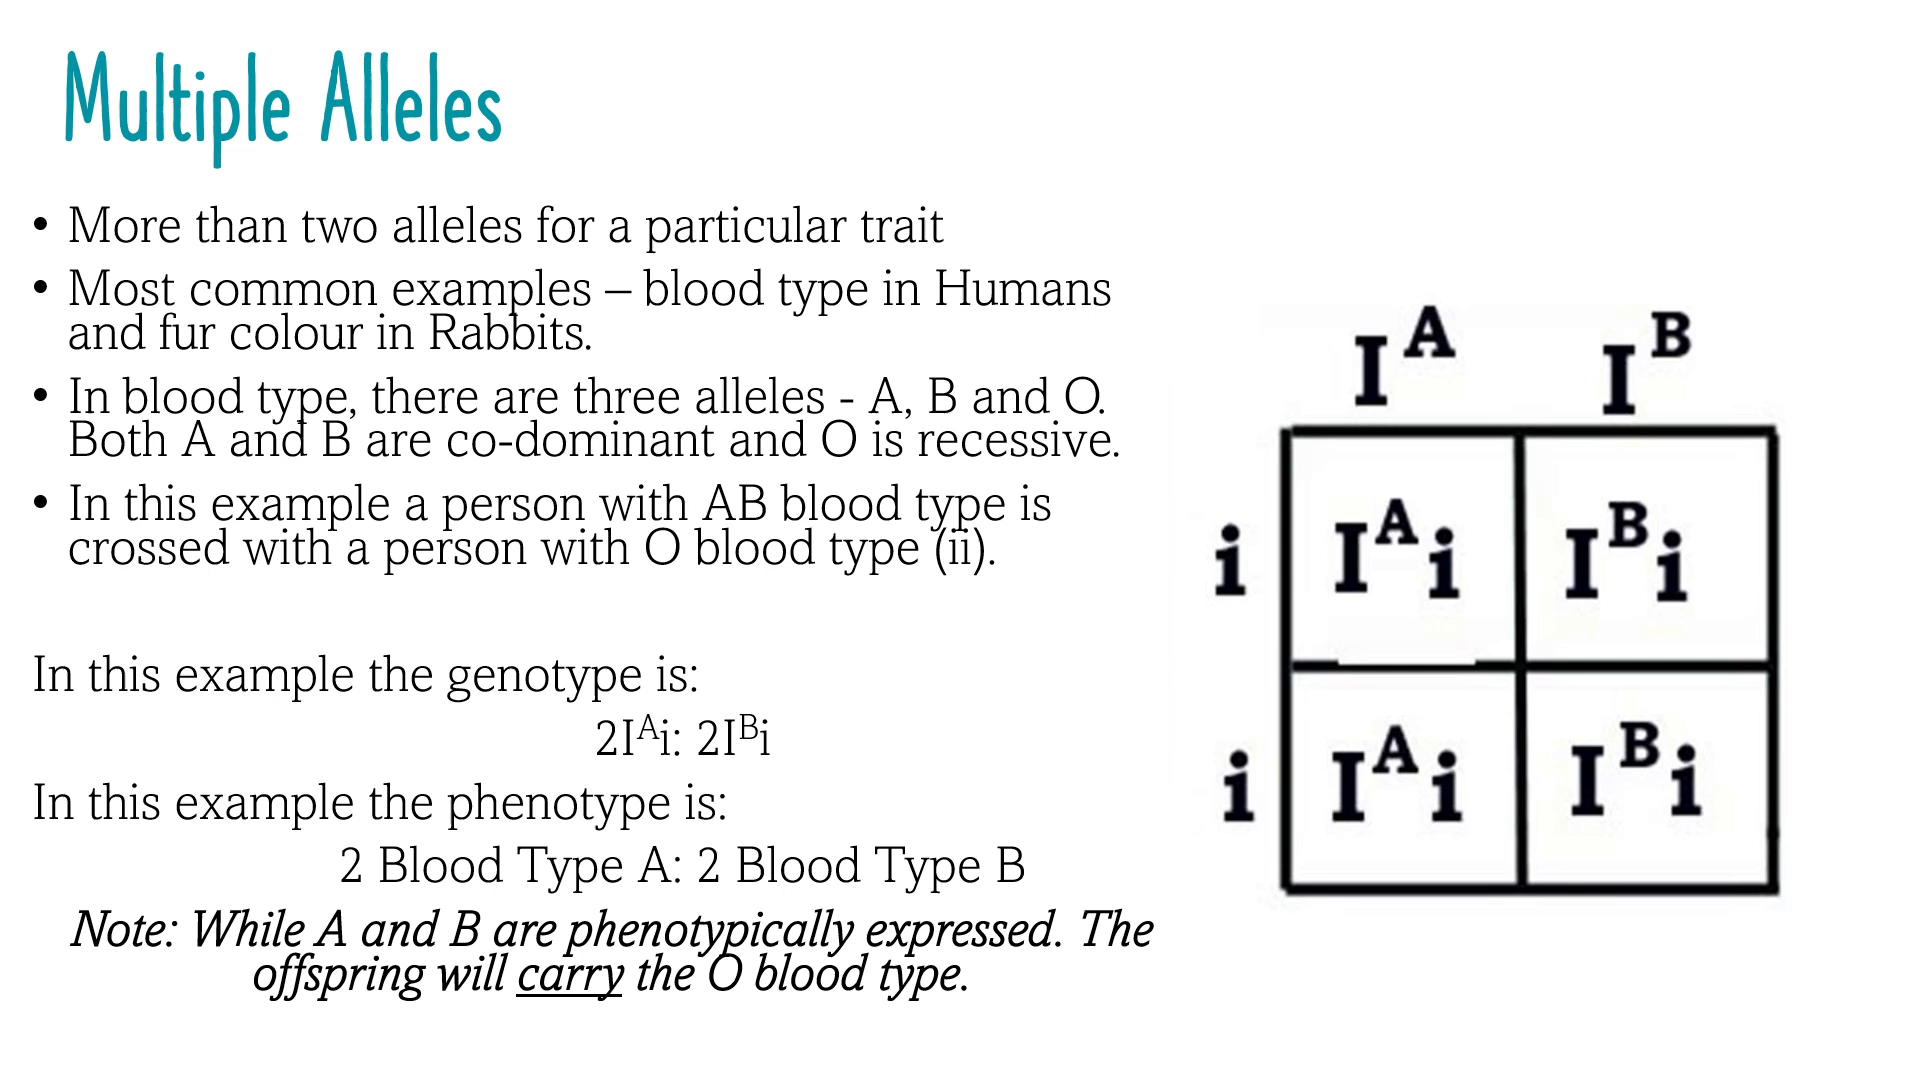 Multiple Alleles
• More than two alleles for a particular trait
• Most common examples – blood type in Humans
and fur colour in Rabbits.
• In blood type, there are three alleles - A, B and O.
Both A and B are co-dominant and O is recessive.
• In this example a person with AB blood type is
crossed with a person with O blood type (ii).
In this example the genotype is:
2Iᴬi: 2Iᴮi
In this example the phenotype is:
2 Blood Type A: 2 Blood Type B
Note: While A and B are phenotypically expressed. The
offspring will carry the O blood type.
Iᴬ Iᴮ
i Iᴬi Iᴮi
i Iᴬi Iᴮi